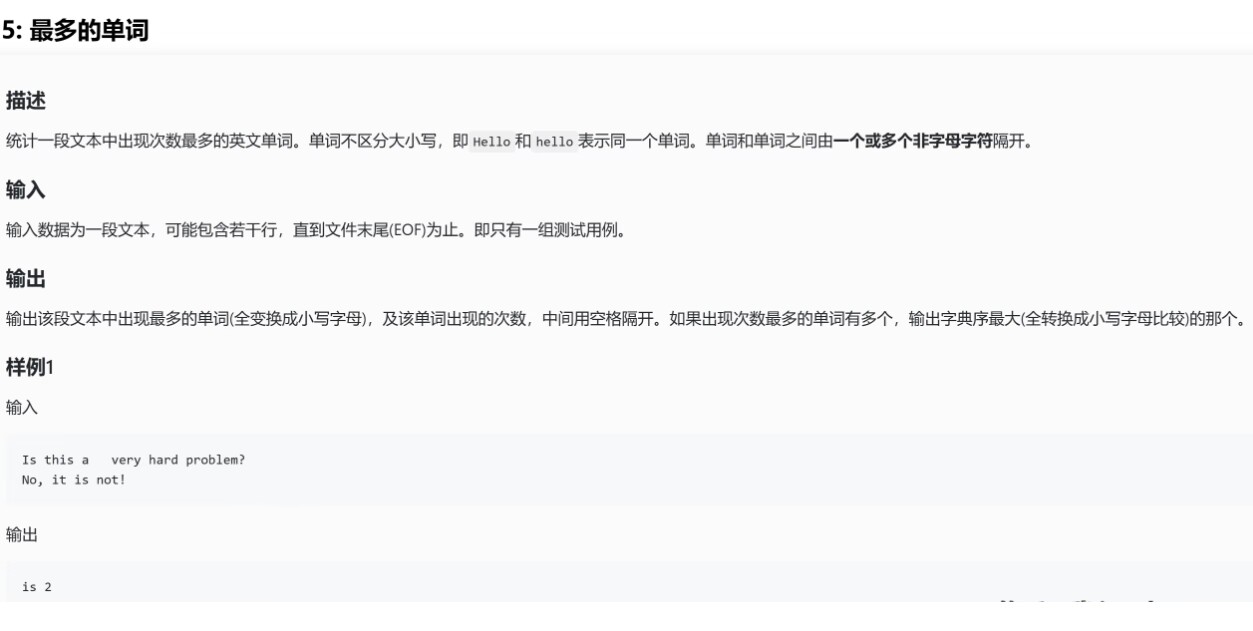 5: 最多的单词
描述
统计一段文本中出现次数最多的英文单词。单词不区分大小写，即 Hello 和 hello 表示同一个单词。单词和单词之间由一个或多个非字母字符隔开。
输入
输入数据为一段文本，可能包含若干行，直到文件末尾(EOF)为止。即只有一组测试用例。
输出
输出该段文本中出现最多的单词(全变换成小写字母)，及该单词出现的次数，中间用空格隔开。如果出现次数最多的单词有多个，输出字典序最大(全转换成小写字母比较)的那个。
样例1
输入
Is this a   very hard problem?
No, it is not!
输出
is 2